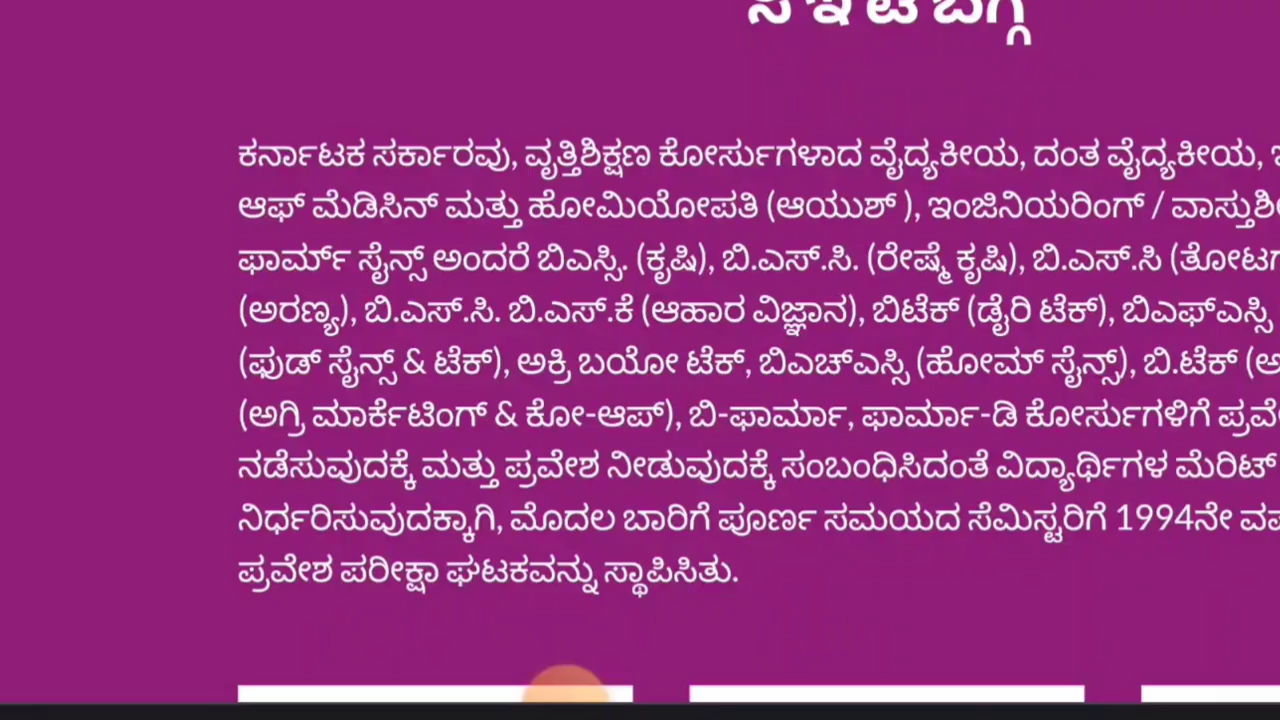 ಕರ್ನಾಟಕ ಸರ್ಕಾರವು, ವೃತ್ತಿಶಿಕ್ಷಣ ಕೋರ್ಸುಗಳಾದ ವೈದ್ಯಕೀಯ, ದಂತ ವೈದ್ಯಕೀಯ,
ಆಫ್ ಮೆಡಿಸಿನ್ ಮತ್ತು ಹೋಮಿಯೋಪತಿ (ಆಯುಶ್ ), ಇಂಜಿನಿಯರಿಂಗ್ /
ಫಾರ್ಮ್ ಸೈನ್ಸ್ ಅಂದರೆ ಬಿಎಸ್ಸಿ. (ಕೃಷಿ), ಬಿ.ಎಸ್.ಸಿ. (ರೇಷ್ಮೆ ಕೃಷಿ), ಬಿ.ಎಸ್.ಸಿ
(ಅರಣ್ಯ), ಬಿ.ಎಸ್.ಸಿ. ಬಿ.ಎಸ್.ಕೆ (ಆಹಾರ ವಿಜ್ಞಾನ), ಬಿಟೆಕ್ (ಡೈರಿ ಟೆಕ್), ಬಿಎಫ್ಎಸ್ಸಿ
(ಫುಡ್ ಸೈನ್ಸ್ & ಟೆಕ್), ಅಕ್ರಿ ಬಯೋ ಟೆಕ್, ಬಿಎಚ್ಎಸ್ಸಿ (ಹೋಮ್ ಸೈನ್ಸ್), ಬಿ.ಟೆಕ್
(ಅಗ್ರಿ ಮಾರ್ಕೆಟಿಂಗ್ & ಕೋ-ಆಪ್), ಬಿ-ಫಾರ್ಮಾ, ಫಾರ್ಮಾ-ಡಿ ಕೋರ್ಸುಗಳಿಗೆ
ನಡೆಸುವುದಕ್ಕೆ ಮತ್ತು ಪ್ರವೇಶ ನೀಡುವುದಕ್ಕೆ ಸಂಬಂಧಿಸಿದಂತೆ ವಿದ್ಯಾರ್ಥಿಗಳ ಮೆರಿಟ್
ನಿರ್ಧರಿಸುವುದಕ್ಕಾಗಿ, ಮೊದಲ ಬಾರಿಗೆ ಪೂರ್ಣ ಸಮಯದ ಸೆಮಿಸ್ಟರಿಗೆ 1994ನೇ
ಪ್ರವೇಶ ಪರೀಕ್ಷಾ ಘಟಕವನ್ನು ಸ್ಥಾಪಿಸಿತು.